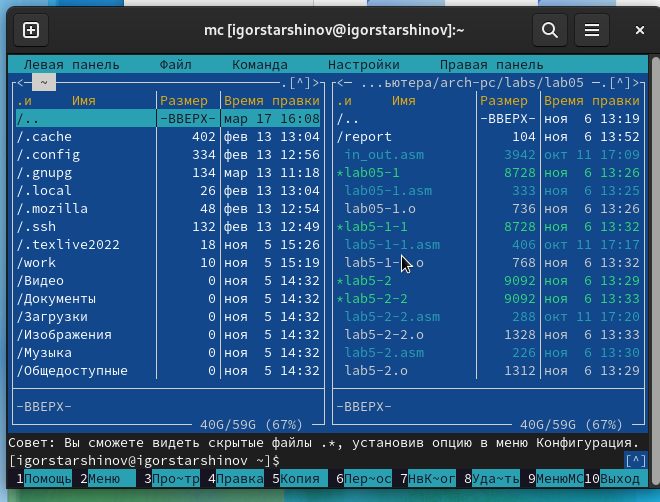 mc [igorstarshinov@igorstarshinov]:~
Левая панель Файл Команда Настройки Правая панель
<─ ~ ─.[^]>
<─ ...ьютера/arch-pc/labs/lab05 ─.[^]>
.и Имя Размер Время правки
.и Имя Размер Время правки
/.. -ВВЕРХ- мар 17 16:08
/.. -ВВЕРХ- ноя 6 13:19
/.cache 402 фев 13 13:04
/report 104 ноя 6 13:52
/.config 334 фев 13 12:56
in_out.asm 3942 окт 11 17:09
/.gnupg 134 мар 13 11:18
*lab05-1 8728 ноя 6 13:26
/.local 26 фев 13 13:04
lab05-1.asm 333 ноя 6 13:25
/.mozilla 48 фев 13 12:54
lab05-1.o 736 ноя 6 13:26
/.ssh 132 фев 13 12:49
*lab5-1-1 8728 ноя 6 13:32
/.texlive2022 18 ноя 5 15:26
lab5-1-1.asm 406 окт 11 17:17
/work 10 ноя 5 15:19
lab5-1-1.o 768 ноя 6 13:32
/Видео 0 ноя 5 14:32
*lab5-2 9092 ноя 6 13:29
/Документы 0 ноя 5 14:32
*lab5-2-2 9092 ноя 6 13:33
/Загрузки 0 ноя 5 14:32
lab5-2-2.asm 288 окт 11 17:20
/Изображения 0 ноя 5 14:32
lab5-2-2.o 1328 ноя 6 13:33
/Музыка 0 ноя 5 14:32
lab5-2.asm 226 ноя 6 13:30
/Общедоступные 0 ноя 5 14:32
lab5-2.o 1312 ноя 6 13:29
-ВВЕРХ-
-ВВЕРХ-
40G/59G (67%)
40G/59G (67%)
Совет: Вы сможете видеть скрытые файлы .*, установив опцию в меню Конфигурация.
[igorstarshinov@igorstarshinov ~]$ [^]
1Помощь 2Меню 3Про~тр 4Правка 5Копия 6Пер~ос 7НвК~ог 8Уда~ть 9МенюМС 10Выход